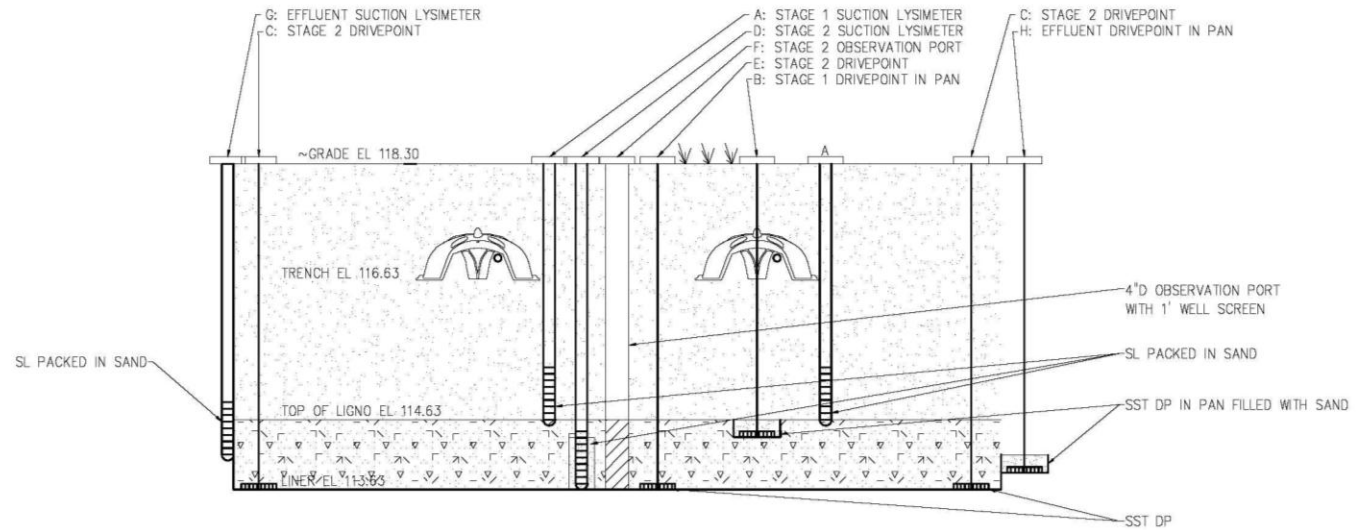 G: EFFLUENT SUCTION LYSIMETER
C: STAGE 2 DRIVEPOINT
A: STAGE 1 SUCTION LYSIMETER
D: STAGE 2 SUCTION LYSIMETER
F: STAGE 2 OBSERVATION PORT
E: STAGE 2 DRIVEPOINT
B: STAGE 1 DRIVEPOINT IN PAN
C: STAGE 2 DRIVEPOINT
H: EFFLUENT DRIVEPOINT IN PAN
~GRADE EL 118.30
A
TRENCH EL 116.63
4"D OBSERVATION PORT
WITH 1' WELL SCREEN
SL PACKED IN SAND
SL PACKED IN SAND
TOP OF LIGNO EL 114.63
SST DP IN PAN FILLED WITH SAND
LINER EL 113.63
SST DP